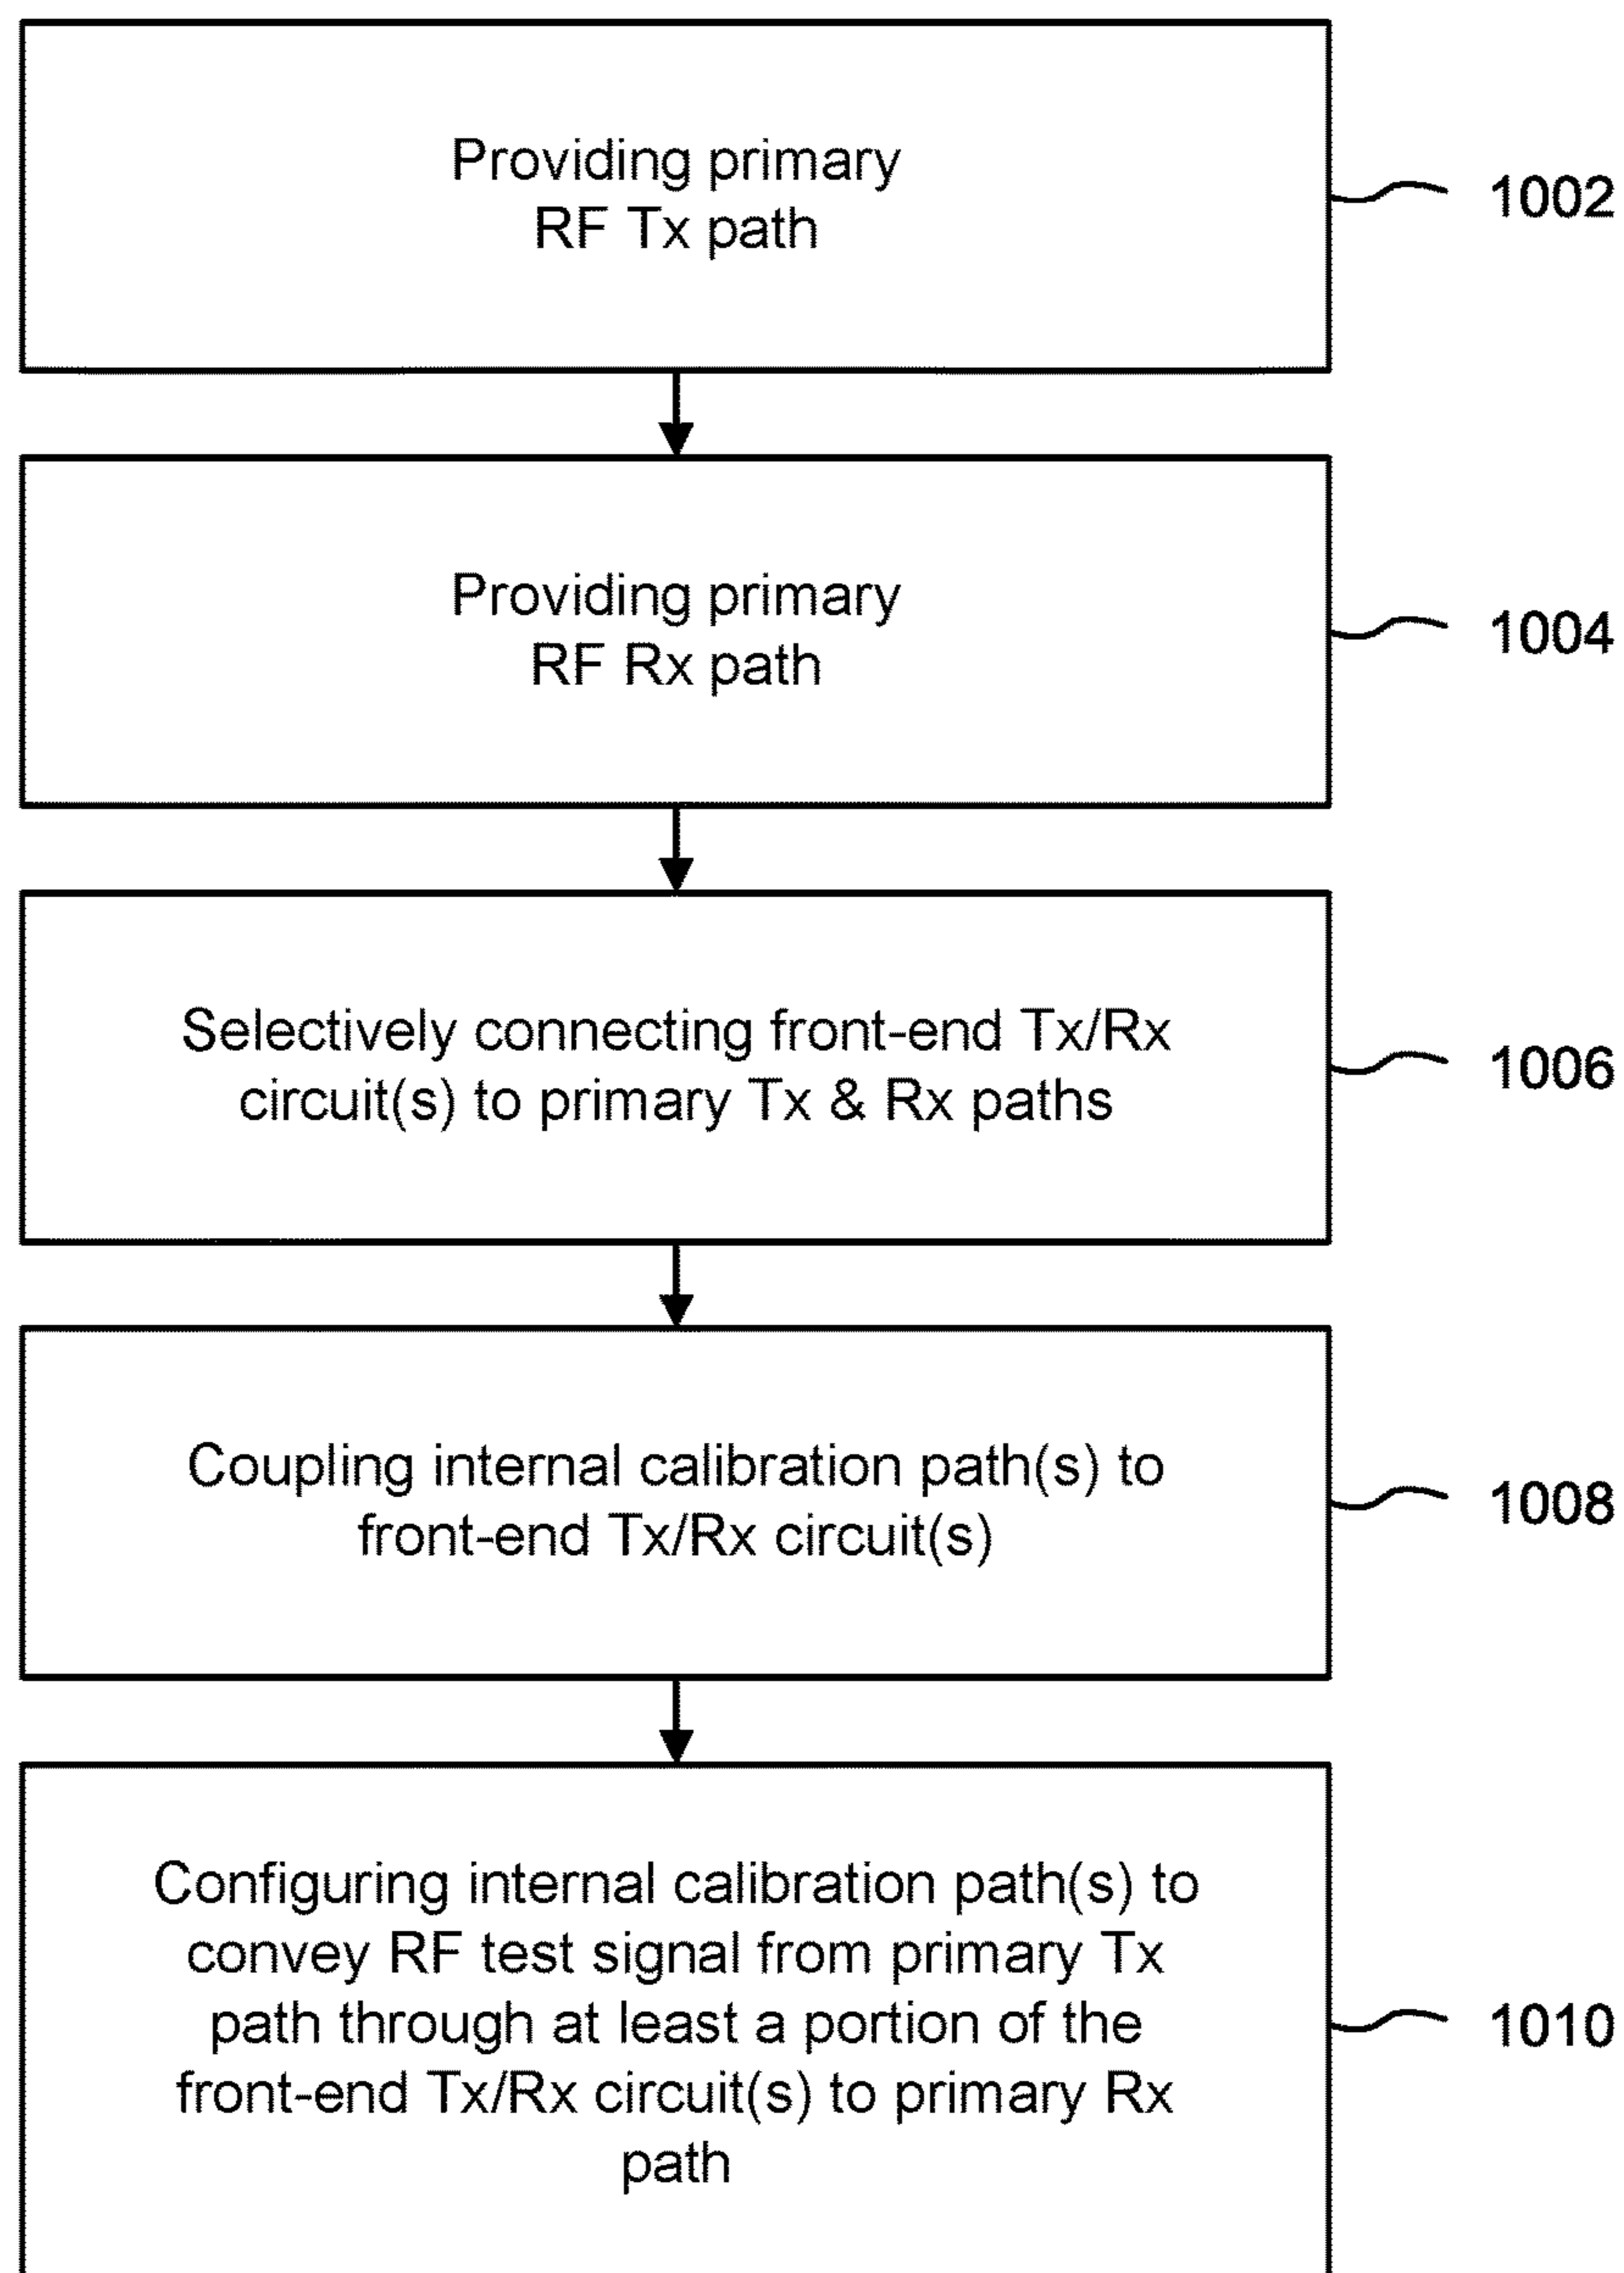 Providing primary
RF Tx path
1002
Providing primary
RF Rx path
1004
Selectively connecting front-end Tx/Rx
circuit(s) to primary Tx & Rx paths
1006
Coupling internal calibration path(s) to
front-end Tx/Rx circuit(s)
1008
Configuring internal calibration path(s) to
convey RF test signal from primary Tx
path through at least a portion of the
front-end Tx/Rx circuit(s) to primary Rx
path
1010